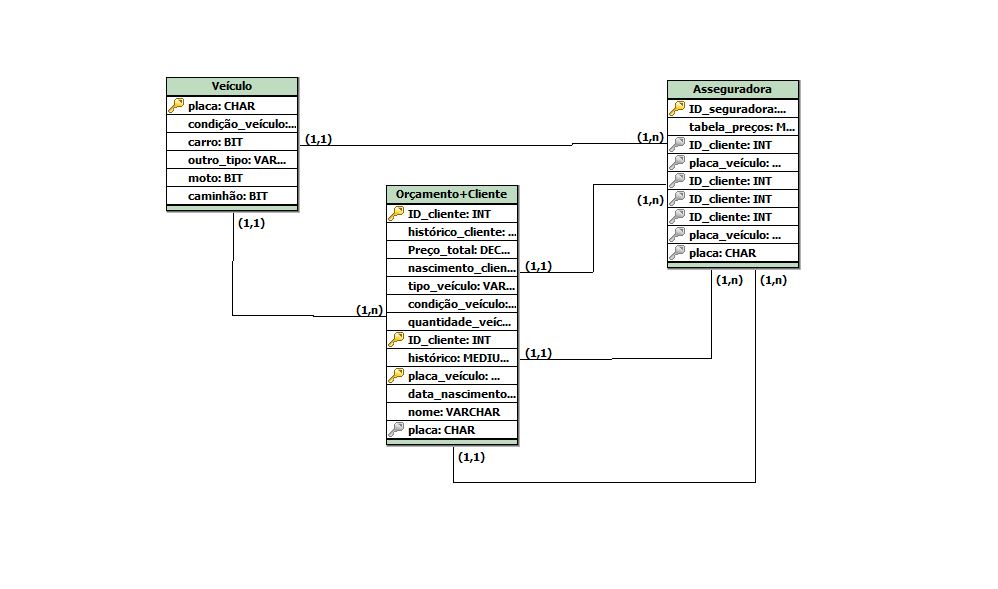 Veículo
placa: CHAR
condição_veículo:...
carro: BIT
outro_tipo: VAR...
moto: BIT
caminhão: BIT
(1,1)
(1,n)
(1,1)
(1,n)
Asseguradora
ID_seguradora:...
tabela_preços: M...
ID_cliente: INT
placa_veículo: ...
ID_cliente: INT
ID_cliente: INT
ID_cliente: INT
placa_veículo: ...
placa: CHAR
(1,n)
(1,n)
(1,n)
Orçamento+Cliente
ID_cliente: INT
histórico_cliente: ...
Preço_total: DEC...
nascimento_clien...
tipo_veículo: VAR...
condição_veículo:...
quantidade_veíc...
ID_cliente: INT
histórico: MEDIU...
placa_veículo: ...
data_nascimento...
nome: VARCHAR
placa: CHAR
(1,1)
(1,1)
(1,1)